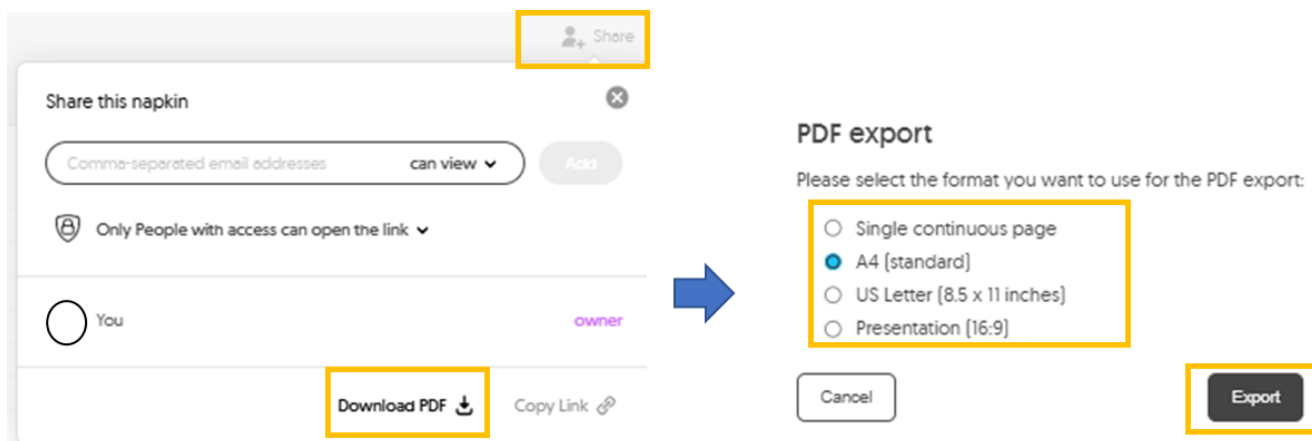 Share
Share this napkin
Comma-separated email addresses can view Add
Only People with access can open the link
You owner
Download PDF Copy Link
PDF export
Please select the format you want to use for the PDF export:
Single continuous page
A4 (standard)
US Letter (8.5 x 11 inches)
Presentation (16:9)
Cancel Export